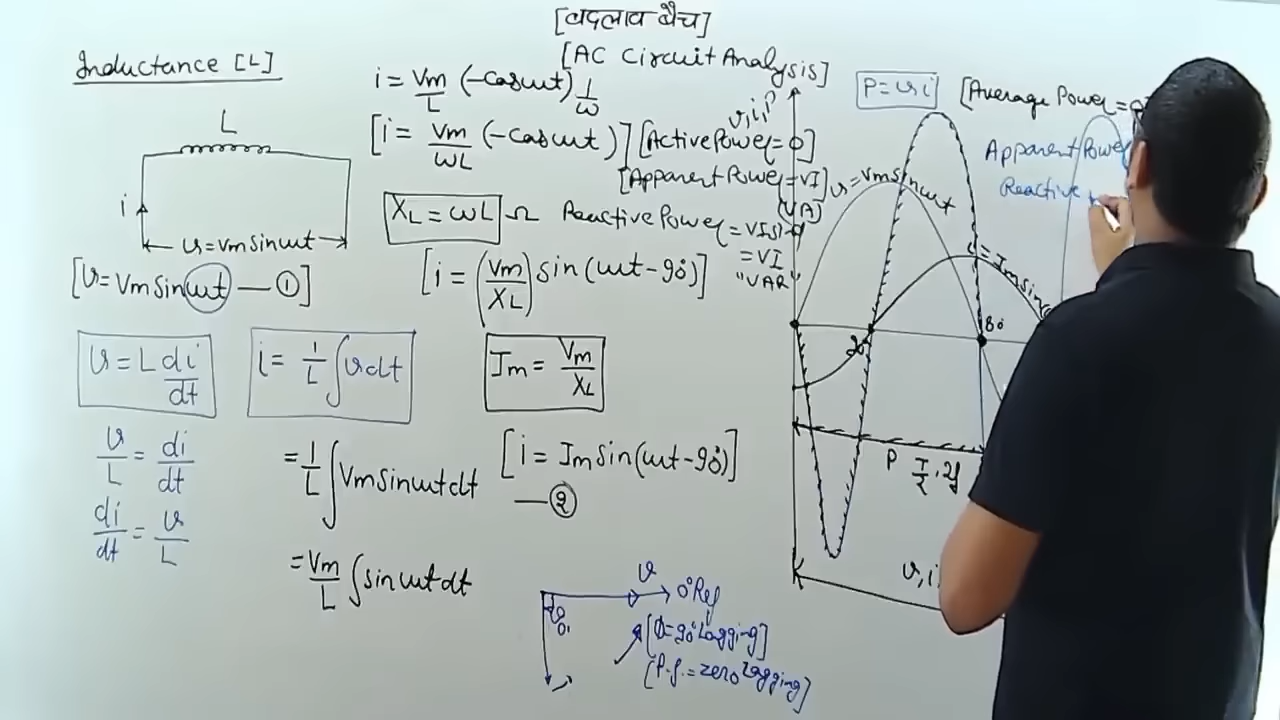 [बदलाव बैच]
[AC Circuit Analysis]
Inductance [L]
L
i
v = Vm sin ωt
[v = Vm Sin ωt — ①]
v = L di/dt
v/L = di/dt
di/dt = v/L
i = 1/L ∫ v dt
= 1/L ∫ Vm Sin ωt dt
= Vm/L ∫ sin ωt dt
i = Vm/L (-Cos ωt) 1/ω
[i = Vm/ωL (-Cos ωt)]
XL = ωL Ω
[i = (Vm/XL) sin (ωt-90°)]
Im = Vm/XL
[i = Im Sin (ωt-90°)]
— ②
[Active Power = 0]
[Apparent Power = VI]
(VA)
Reactive Power = VI Sin φ
= VI
"VAR"
v
0° Ref
90°
[φ = 90° Lagging]
[P.f. = zero Lagging]
v, i, P
P = v i
[Average Power = 0
Apparent Power
Reactive
v = Vm Sin ωt
i = Im Sin
90
180
P T/2, 2f
v, i